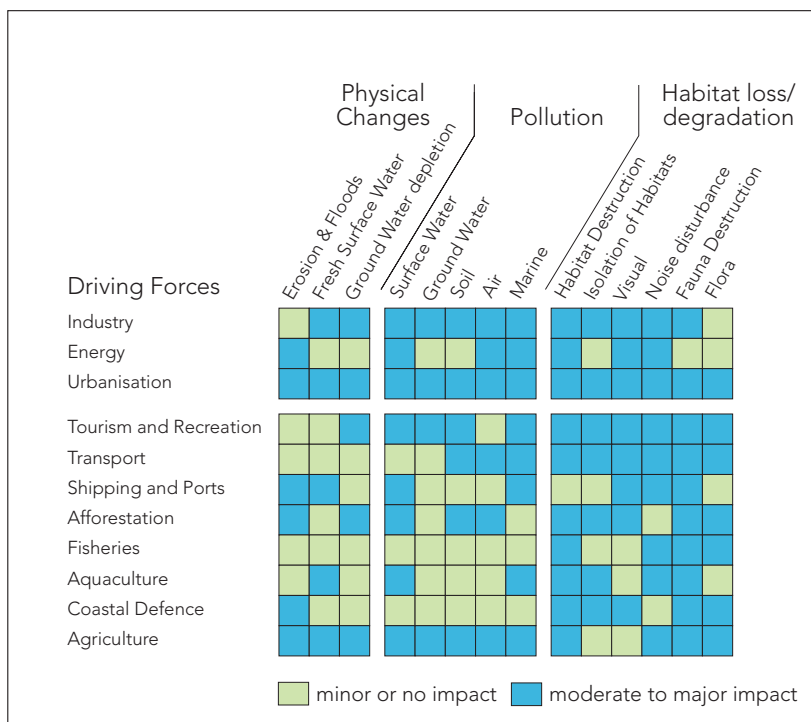 Physical
Changes
Pollution
Habitat loss/
degradation
Erosion & Floods
Fresh Surface Water
Ground Water depletion
Surface Water
Ground Water
Soil
Air
Marine
Habitat Destruction
Isolation of Habitats
Visual
Noise disturbance
Fauna Destruction
Flora
Driving Forces
Industry
Energy
Urbanisation
Tourism and Recreation
Transport
Shipping and Ports
Afforestation
Fisheries
Aquaculture
Coastal Defence
Agriculture
minor or no impact
moderate to major impact